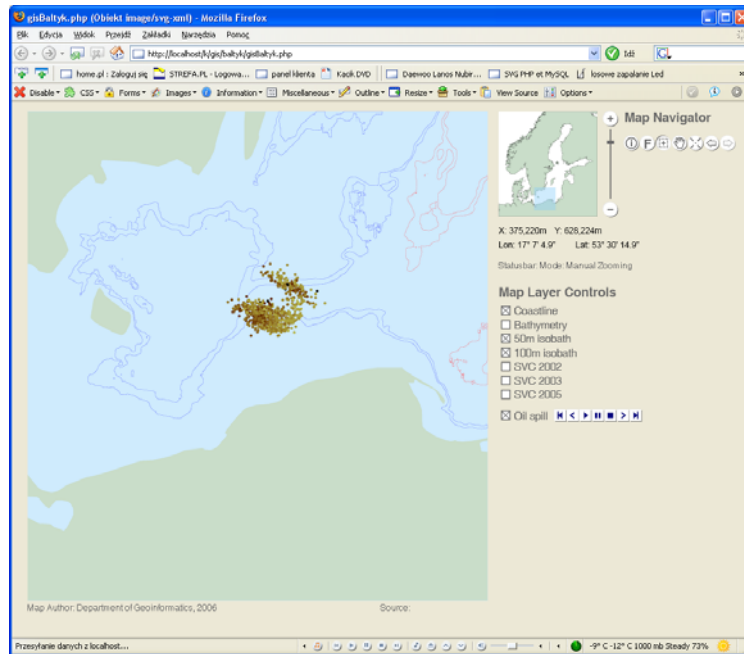 gisBaltyk.php (Obiekt image/svg-xml) - Mozilla Firefox
Plik Edycja Widok Przejdź Zakładki Narzędzia Pomoc
http://localhost/k/gis/baltyk/gisBaltyk.php Idź
home.pl : Zaloguj się STREFA.PL - Logowa... panel klienta Kacik DVD Daewoo Lanos Nubir... SVG PHP et MySQL losowe zapalanie Led
Disable CSS Forms Images Information Miscellaneous Outline Resize Tools View Source Options
Map Navigator
X: 375,220m Y: 628,224m
Lon: 17° 7' 4.9" Lat: 53° 30' 14.9"
Statusbar: Mode: Manual Zooming
Map Layer Controls
Coastline
Bathymetry
50m isobath
100m isobath
SVC 2002
SVC 2003
SVC 2005
Oil spill
Map Author: Department of Geoinformatics, 2006 Source:
Przesyłanie danych z localhost... -9° C -12° C 1000 mb Steady 73%